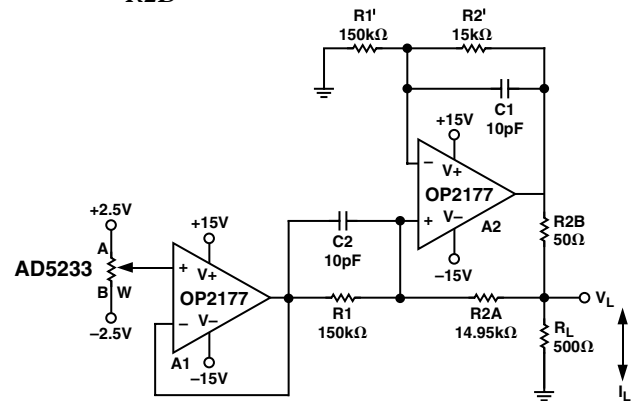 R2B
R1'
150kΩ
R2'
15kΩ
C1
10pF
+15V
−
V+
OP2177
+
V−
A2
−15V
R2B
50Ω
C2
10pF
+2.5V
A
AD5233
B
W
−2.5V
+15V
+
V+
OP2177
−
V−
A1
−15V
R1
150kΩ
R2A
14.95kΩ
VL
RL
500Ω
IL